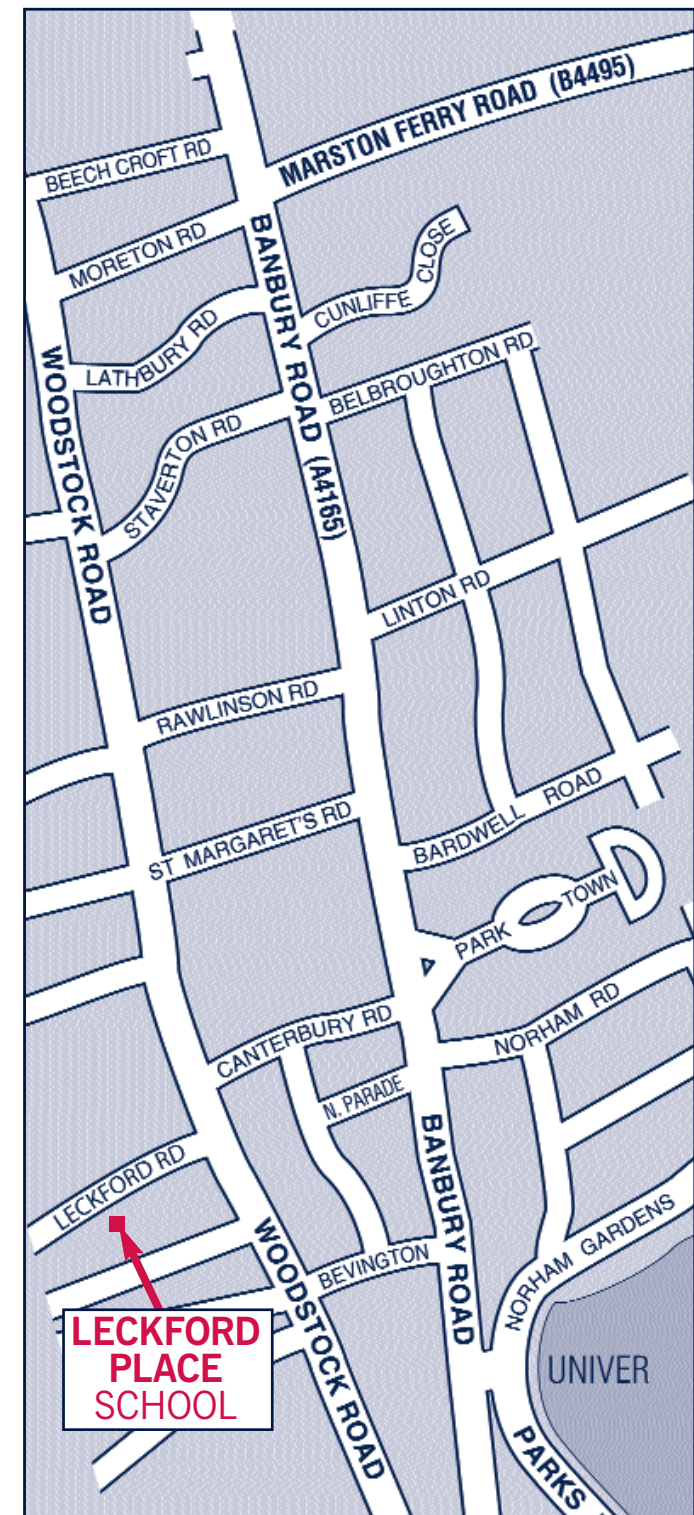 BEECH CROFT RD
MARSTON FERRY ROAD (B4495)
MORETON RD
BANBURY ROAD (A4165)
CUNLIFFE CLOSE
LATHBURY RD
WOODSTOCK ROAD
BELBROUGHTON RD
STAVERTON RD
LINTON RD
RAWLINSON RD
BARDWELL ROAD
ST MARGARET'S RD
PARK TOWN
CANTERBURY RD
NORHAM RD
N. PARADE
BANBURY ROAD
LECKFORD RD
WOODSTOCK ROAD
BEVINGTON
NORHAM GARDENS
LECKFORD
PLACE
SCHOOL
UNIVER
PARKS